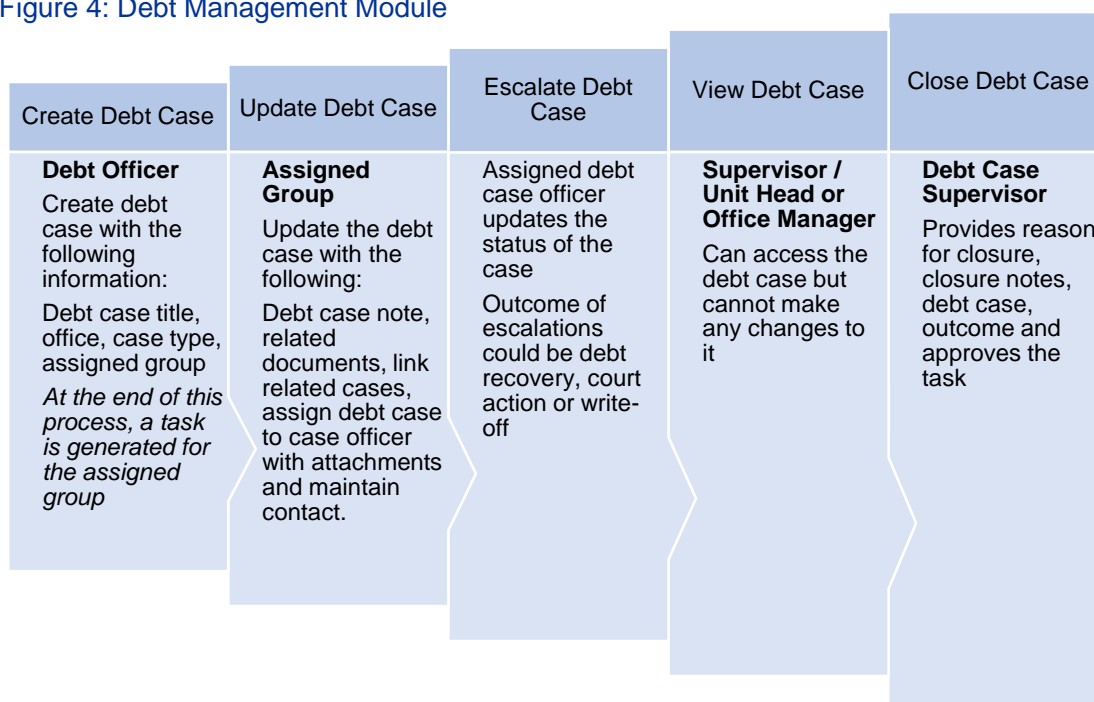 Figure 4: Debt Management Module
Create Debt Case
Debt Officer
Create debt
case with the
following
information:
Debt case title,
office, case type,
assigned group
At the end of this
process, a task
is generated for
the assigned
group
Update Debt Case
Assigned
Group
Update the debt
case with the
following:
Debt case note,
related
documents, link
related cases,
assign debt case
to case officer
with attachments
and maintain
contact.
Escalate Debt
Case
Assigned debt
case officer
updates the
status of the
case
Outcome of
escalations
could be debt
recovery, court
action or write-
off
View Debt Case
Supervisor /
Unit Head or
Office Manager
Can access the
debt case but
cannot make
any changes to
it
Close Debt Case
Debt Case
Supervisor
Provides reason
for closure,
closure notes,
debt case,
outcome and
approves the
task